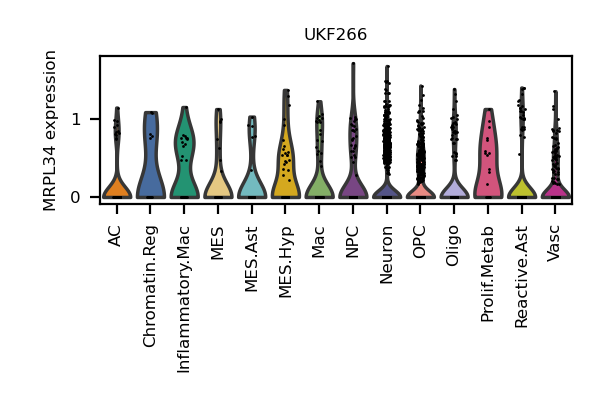 UKF266
MRPL34 expression
1
0
AC
Chromatin.Reg
Inflammatory.Mac
MES
MES.Ast
MES.Hyp
Mac
NPC
Neuron
OPC
Oligo
Prolif.Metab
Reactive.Ast
Vasc